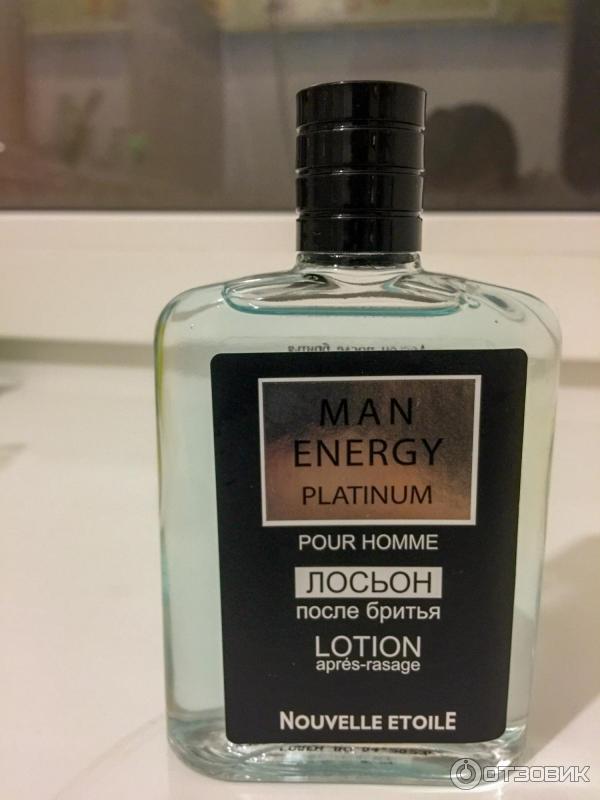 MAN
ENERGY
PLATINUM
POUR HOMME
ЛОСЬОН
после бритья
LOTION
aprés-rasage
NOUVELLE ETOILE
ОТЗОВИК